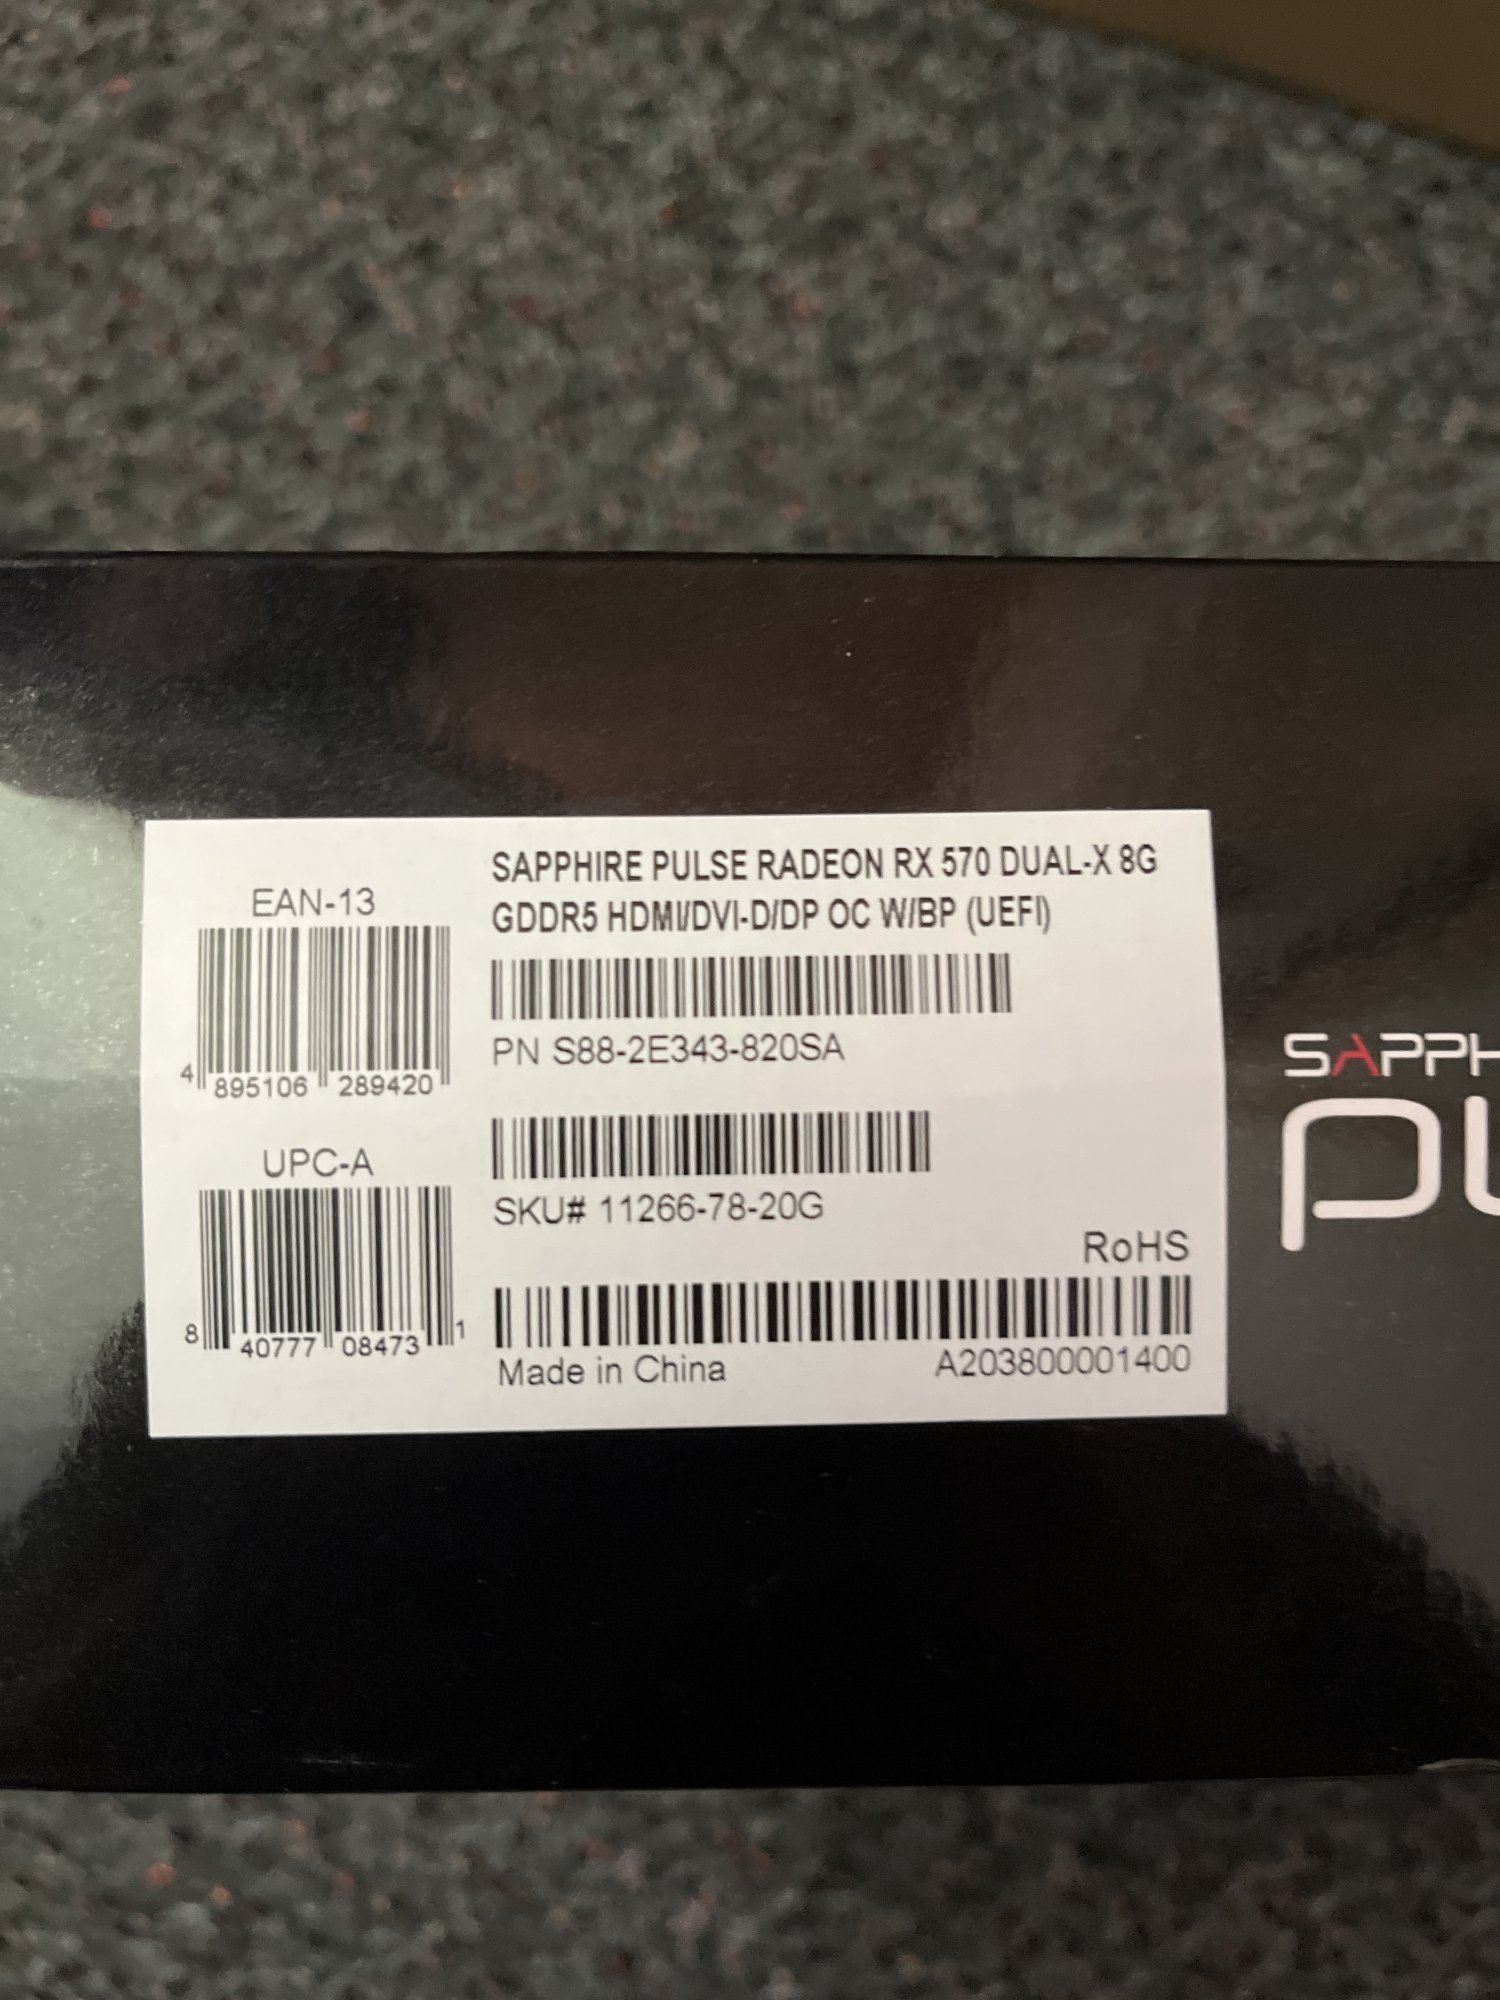 SAPPHIRE PULSE RADEON RX 570 DUAL-X 8G
GDDR5 HDMI/DVI-D/DP OC W/BP (UEFI)
EAN-13
4 895106 289420
PN S88-2E343-820SA
UPC-A
8 40777 08473 1
SKU# 11266-78-20G
RoHS
Made in China
A203800001400
SAPPH
PU